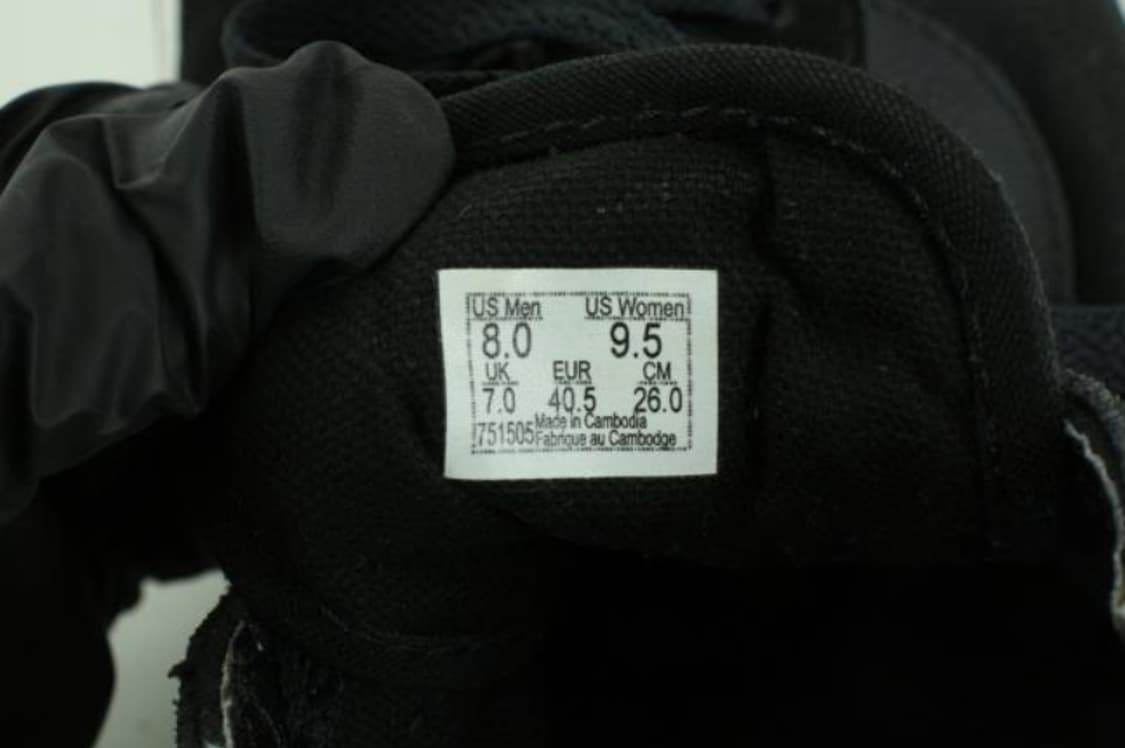 US Men US Women
8.0 9.5
UK EUR CM
7.0 40.5 26.0
751505 Made in Cambodia
Fabrique au Cambodge